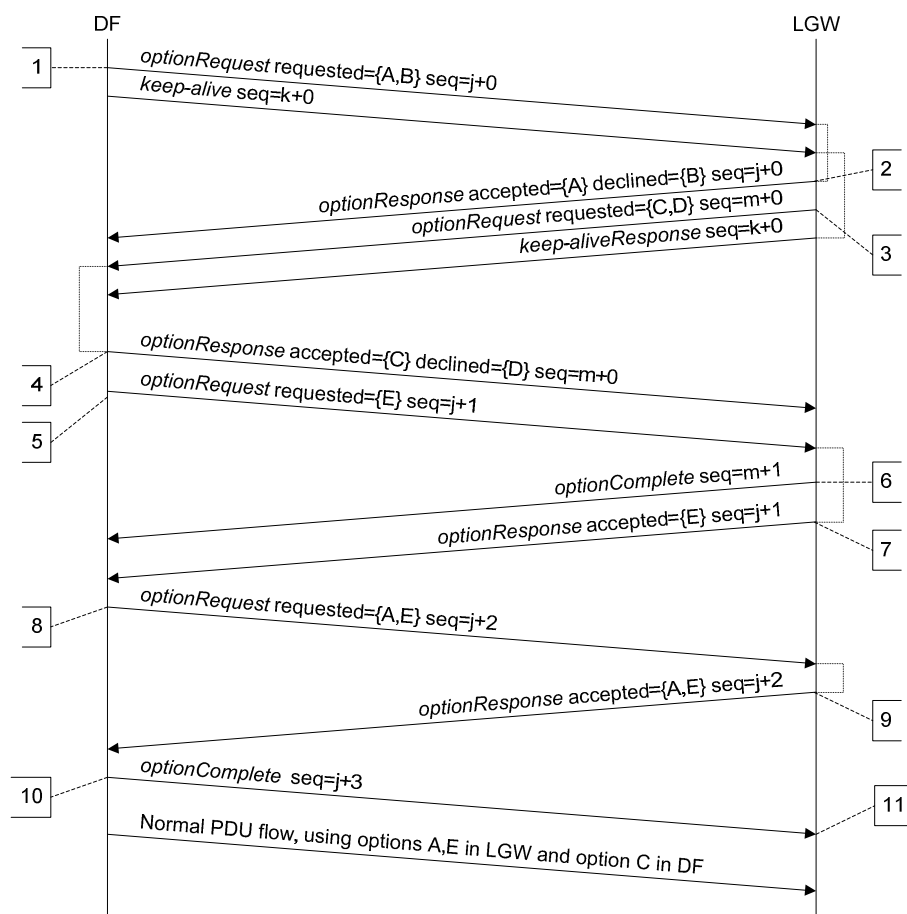 DF
LGW
1
optionRequest requested={A,B} seq=j+0
keep-alive seq=k+0
2
optionResponse accepted={A} declined={B} seq=j+0
optionRequest requested={C,D} seq=m+0
keep-aliveResponse seq=k+0
3
optionResponse accepted={C} declined={D} seq=m+0
4
optionRequest requested={E} seq=j+1
5
optionComplete seq=m+1
6
optionResponse accepted={E} seq=j+1
7
optionRequest requested={A,E} seq=j+2
8
optionResponse accepted={A,E} seq=j+2
9
optionComplete seq=j+3
10
11
Normal PDU flow, using options A,E in LGW and option C in DF